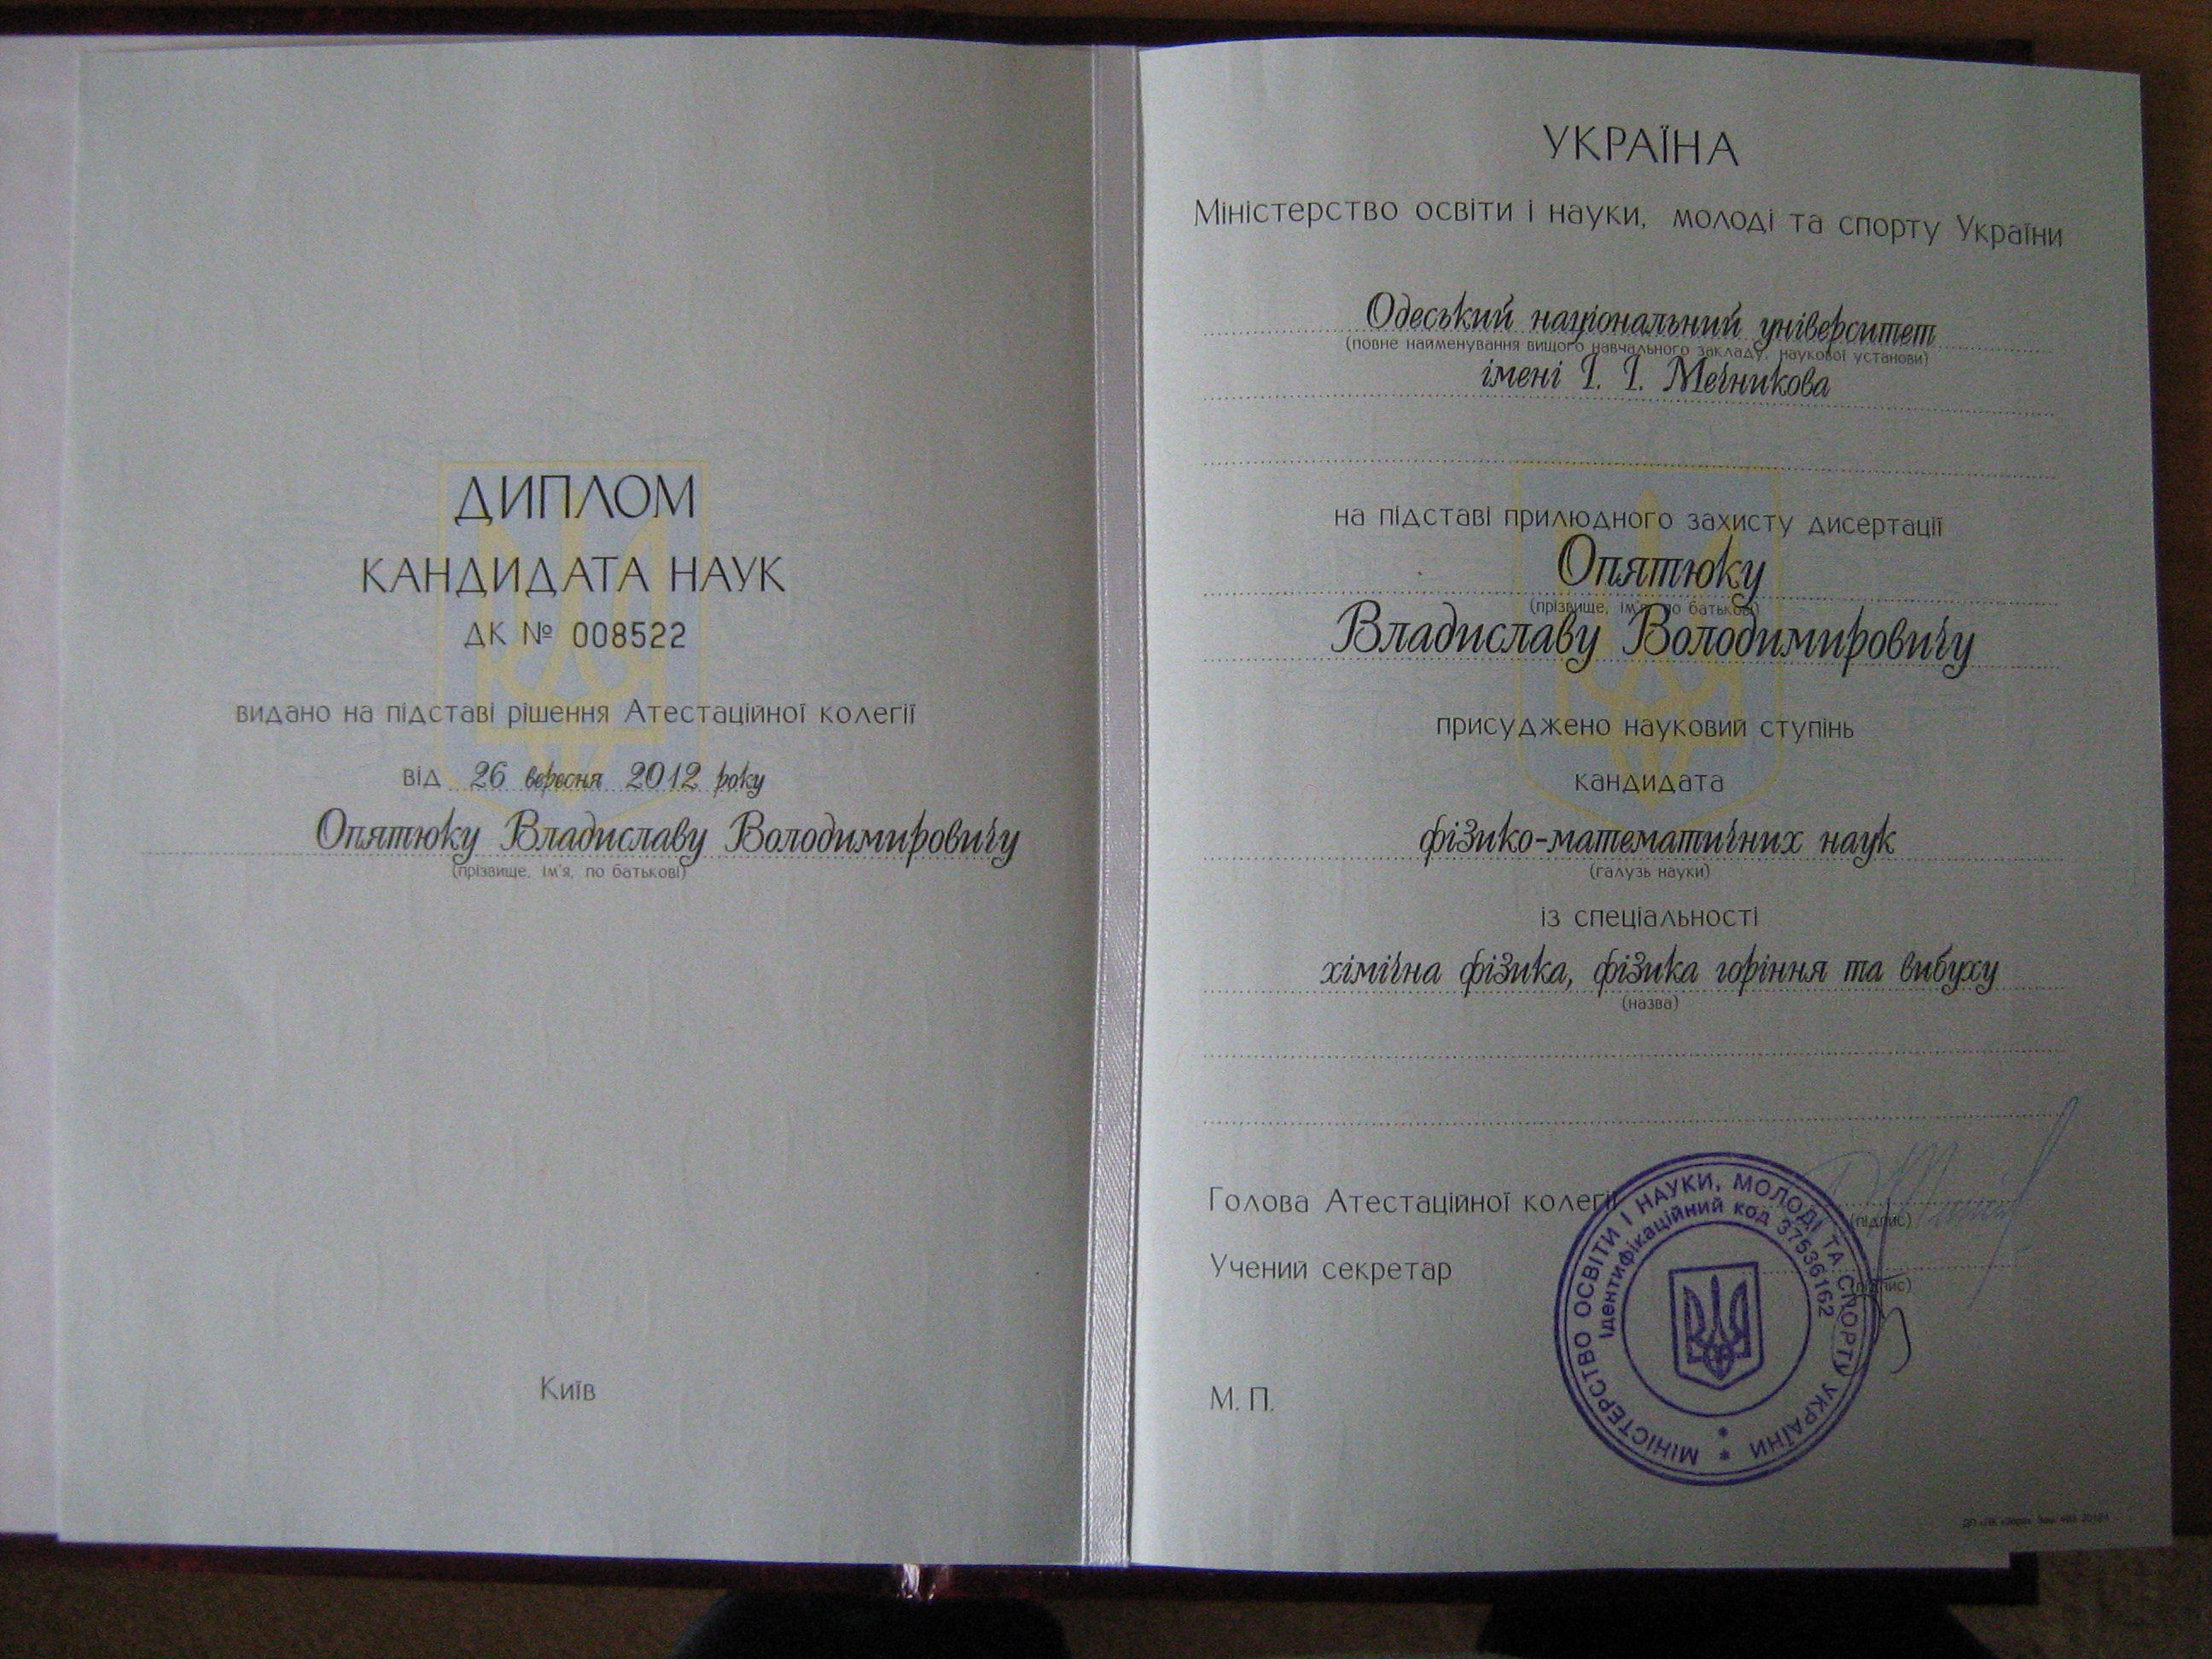 ДИПЛОМ
КАНДИДАТА НАУК
ДК № 008522
видано на підставі рішення Атестаційної колегії
від 26 вересня 2012 року
Опятюку Владиславу Володимировичу
(прізвище, ім'я, по батькові)
Київ
УКРАЇНА
Міністерство освіти і науки, молоді та спорту України
Одеський національний університет
(повне найменування вищого навчального закладу, наукової установи)
імені І. І. Мечникова
на підставі прилюдного захисту дисертації
Опятюку
(прізвище, ім'я, по батькові)
Владиславу Володимировичу
присуджено науковий ступінь
кандидата
фізико-математичних наук
(галузь науки)
із спеціальності
хімічна фізика, фізика горіння та вибуху
(назва)
Голова Атестаційної колегії
(підпис)
Учений секретар
(підпис)
М. П.
МІНІСТЕРСТВО ОСВІТИ І НАУКИ, МОЛОДІ ТА СПОРТУ УКРАЇНИ
Ідентифікаційний код 37536162